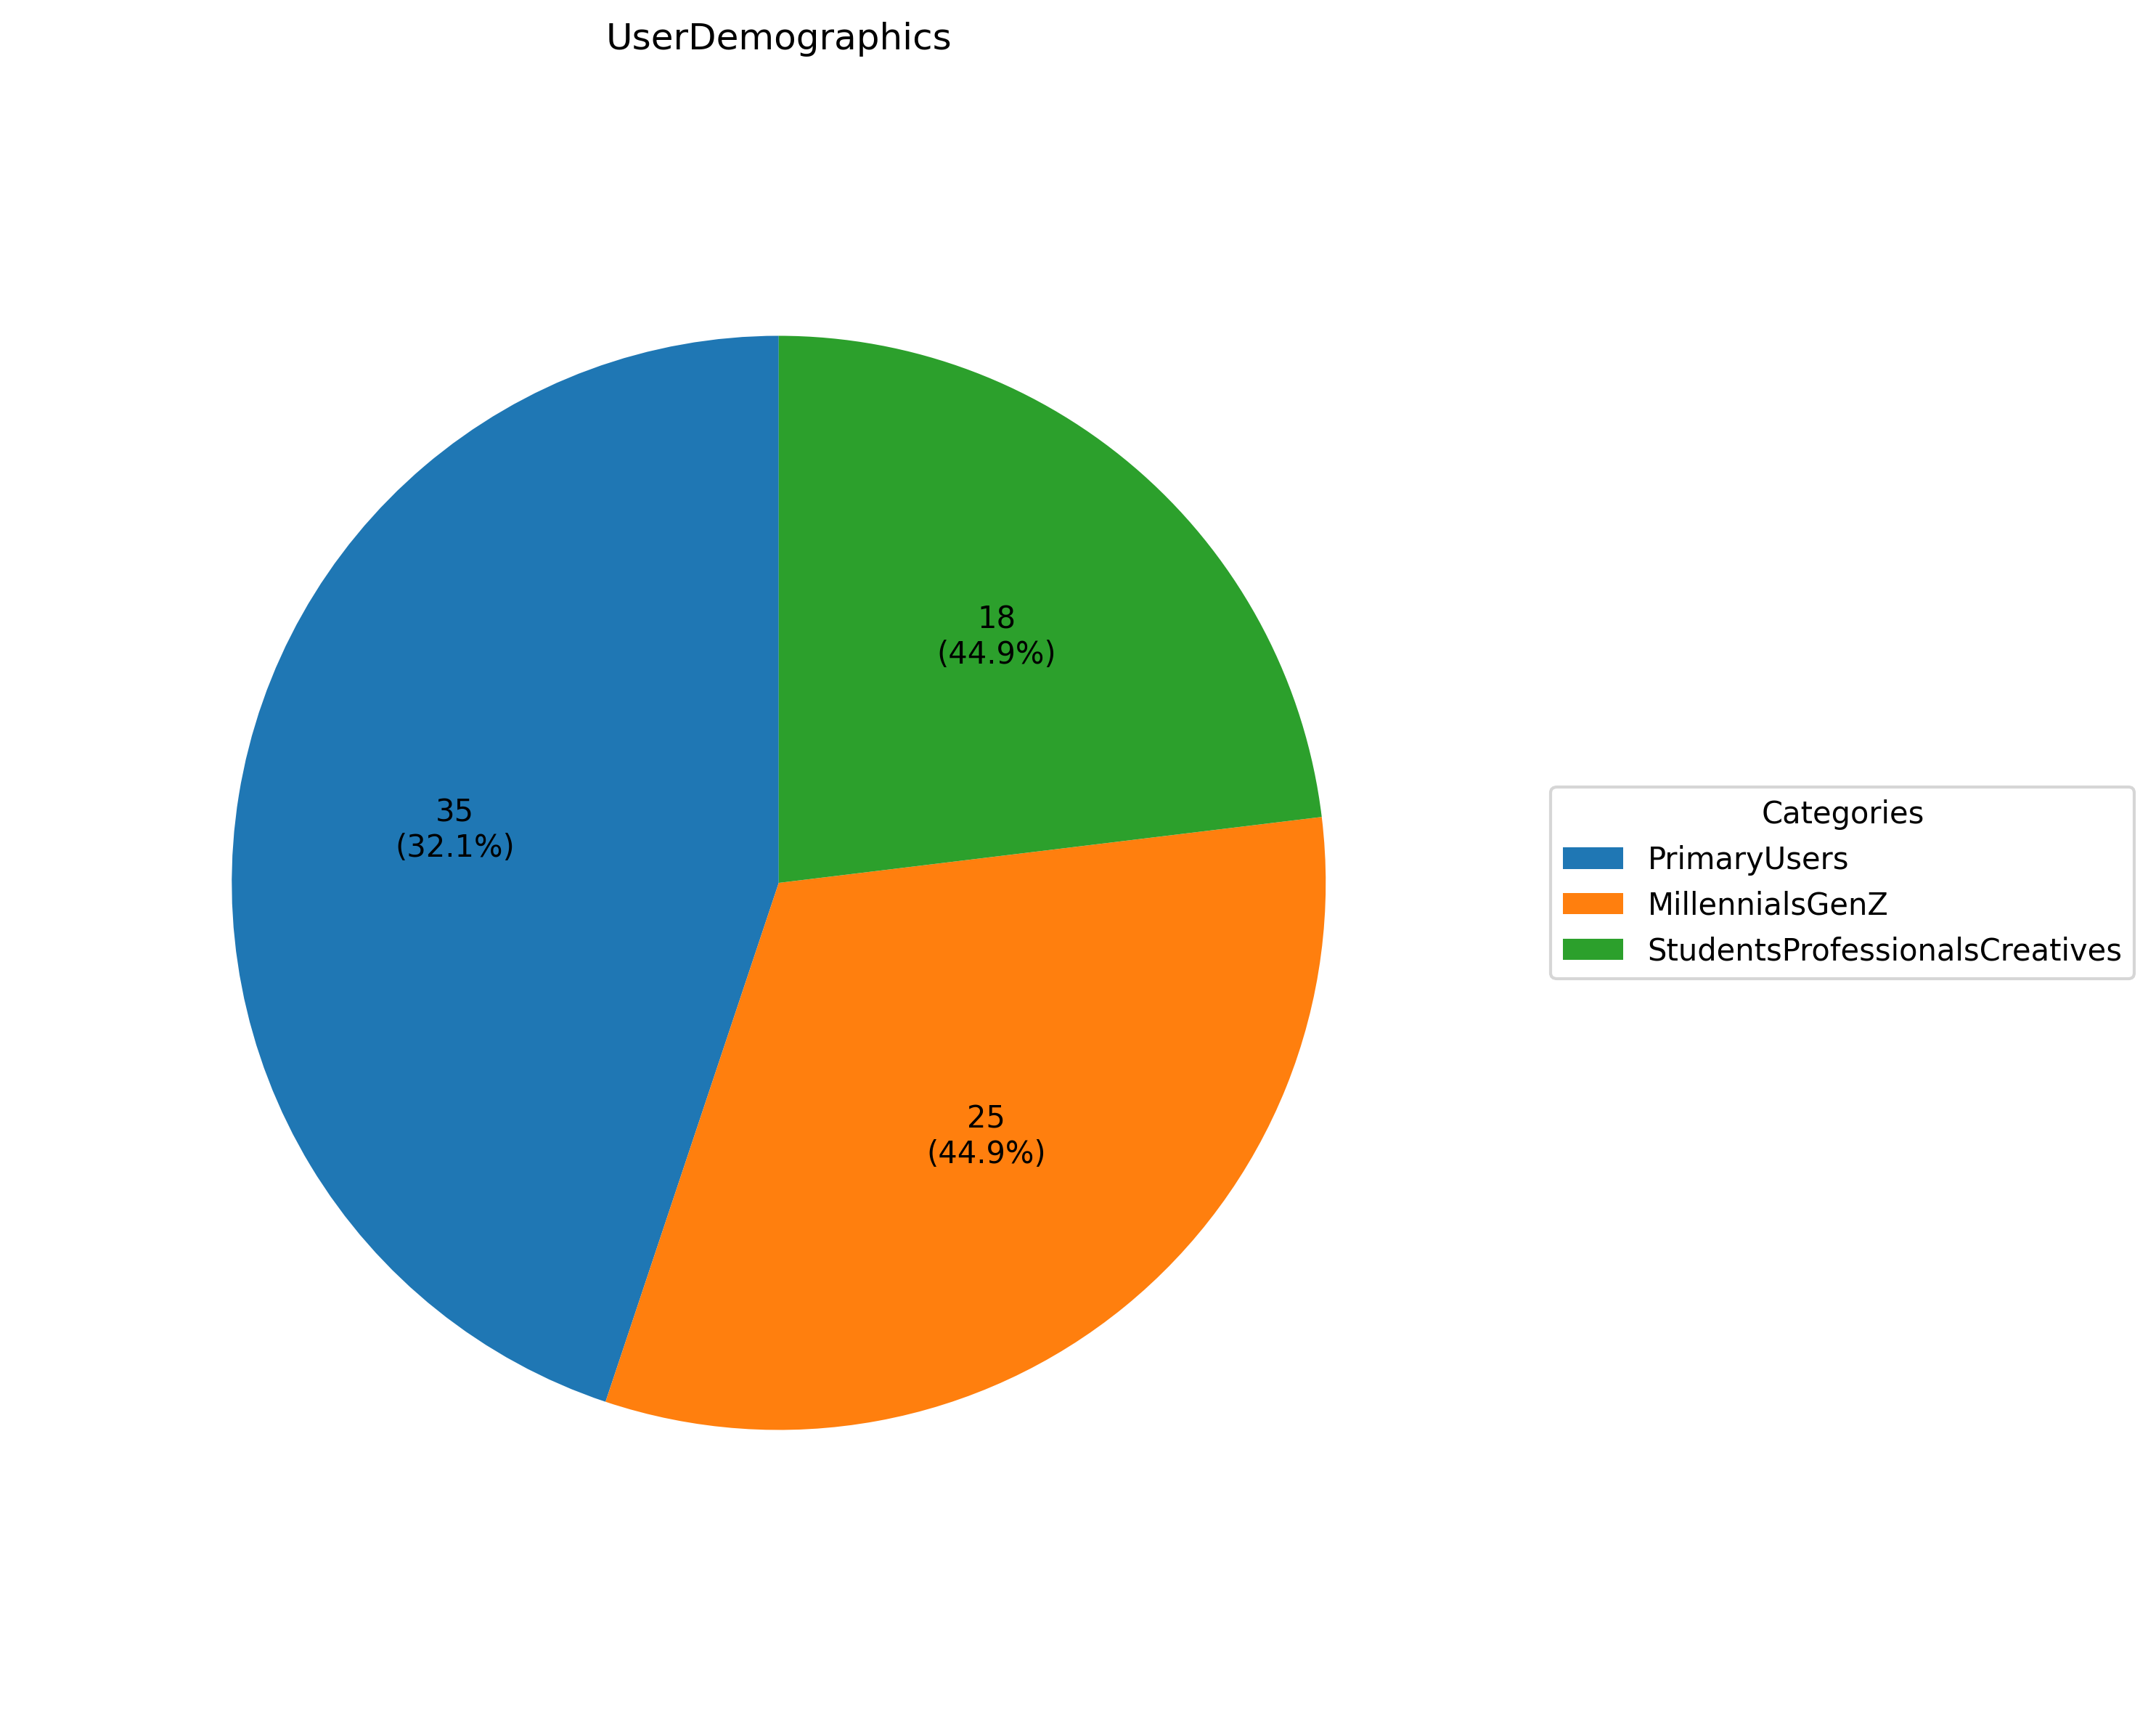 UserDemographics
18
(44.9%)
35
(32.1%)
25
(44.9%)
Categories
PrimaryUsers
MillennialsGenZ
StudentsProfessionalsCreatives